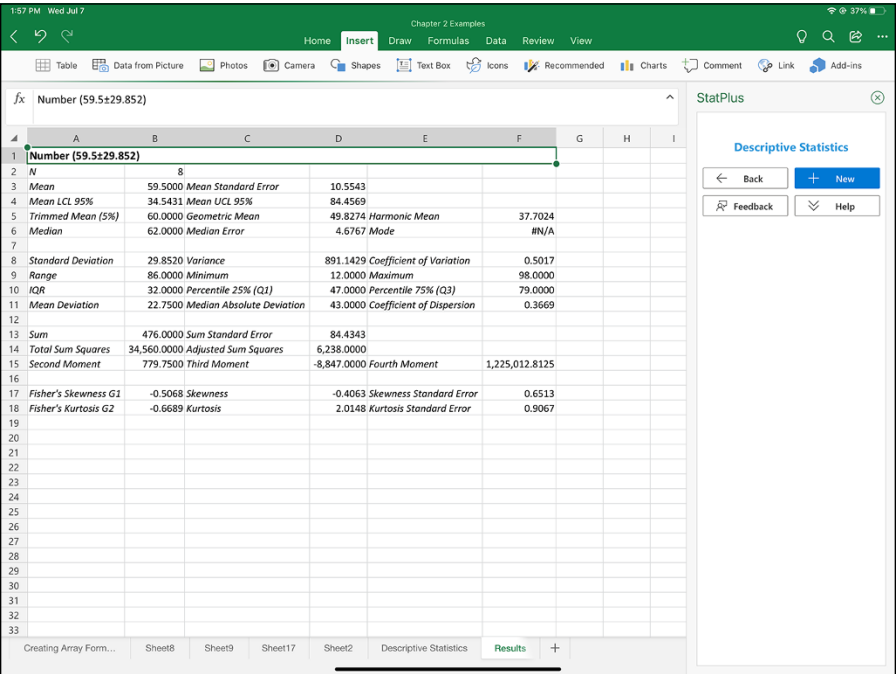 1:57 PM Wed Jul 7
37%
Chapter 2 Examples
Home Insert Draw Formulas Data Review View
Table Data from Picture Photos Camera Shapes Text Box Icons Recommended Charts Comment Link Add-ins
fx Number (59.5±29.852)
StatPlus
A B C D E F G H I
1 Number (59.5±29.852)
2 N 8
3 Mean 59.5000 Mean Standard Error 10.5543
4 Mean LCL 95% 34.5431 Mean UCL 95% 84.4569
5 Trimmed Mean (5%) 60.0000 Geometric Mean 49.8274 Harmonic Mean 37.7024
6 Median 62.0000 Median Error 4.6767 Mode #N/A
7
8 Standard Deviation 29.8520 Variance 891.1429 Coefficient of Variation 0.5017
9 Range 86.0000 Minimum 12.0000 Maximum 98.0000
10 IQR 32.0000 Percentile 25% (Q1) 47.0000 Percentile 75% (Q3) 79.0000
11 Mean Deviation 22.7500 Median Absolute Deviation 43.0000 Coefficient of Dispersion 0.3669
12
13 Sum 476.0000 Sum Standard Error 84.4343
14 Total Sum Squares 34,560.0000 Adjusted Sum Squares 6,238.0000
15 Second Moment 779.7500 Third Moment -8,847.0000 Fourth Moment 1,225,012.8125
16
17 Fisher's Skewness G1 -0.5068 Skewness -0.4063 Skewness Standard Error 0.6513
18 Fisher's Kurtosis G2 -0.6689 Kurtosis 2.0148 Kurtosis Standard Error 0.9067
19
20
21
22
23
24
25
26
27
28
29
30
31
32
33
Descriptive Statistics
Back New
Feedback Help
Creating Array Form... Sheet8 Sheet9 Sheet17 Sheet2 Descriptive Statistics Results